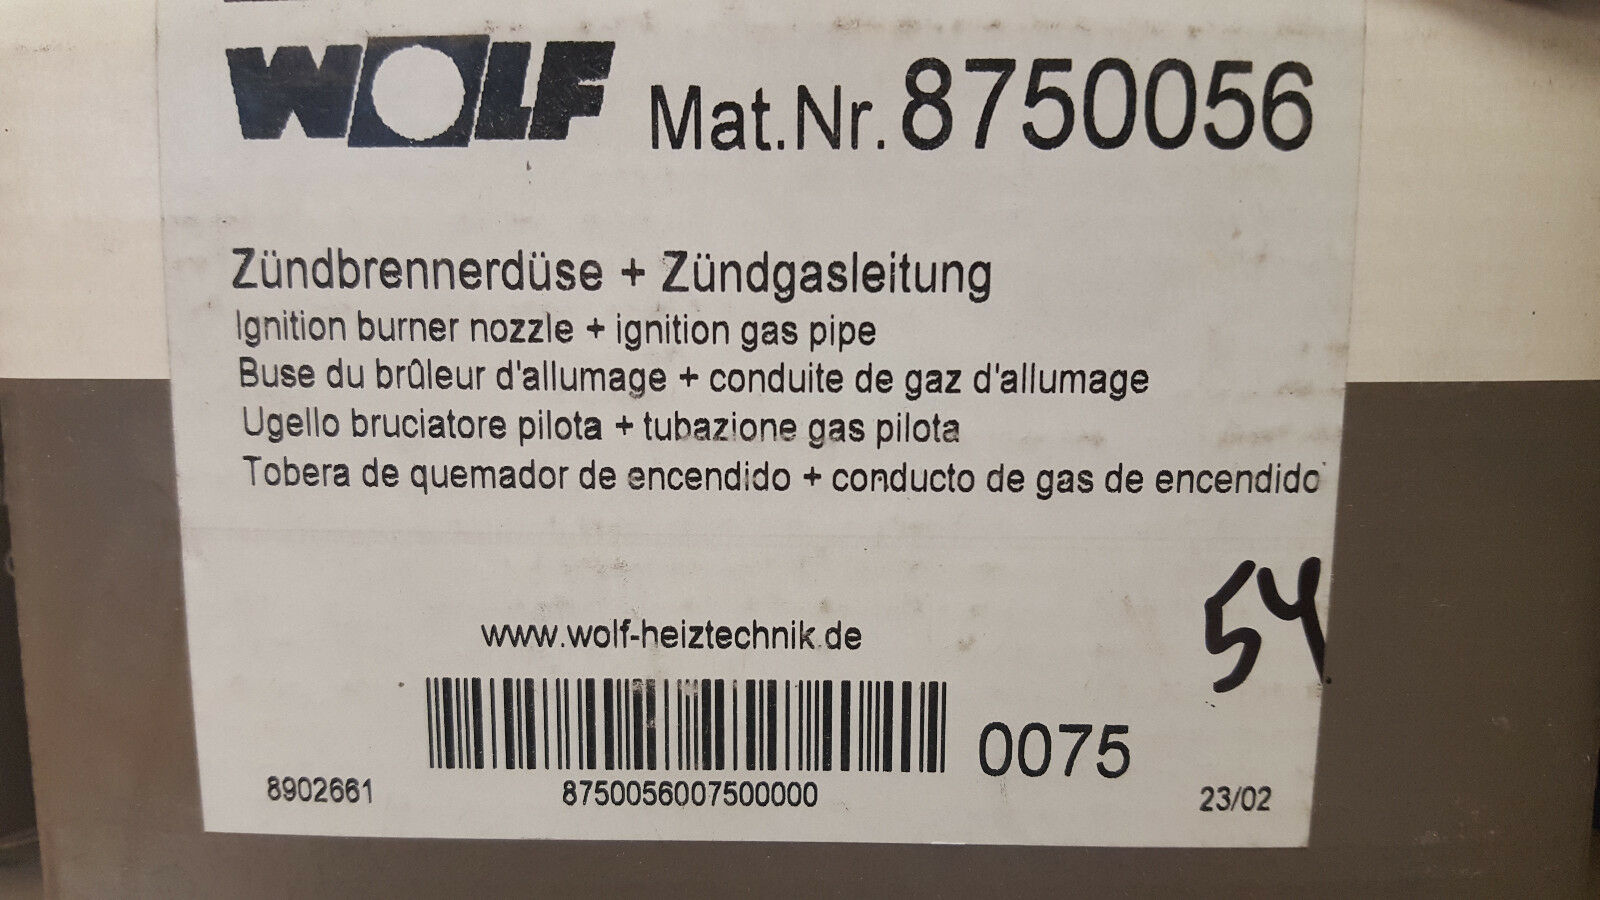 WOLF Mat.Nr. 8750056
Zündbrennerdüse + Zündgasleitung
Ignition burner nozzle + ignition gas pipe
Buse du brûleur d'allumage + conduite de gaz d'allumage
Ugello bruciatore pilota + tubazione gas pilota
Tobera de quemador de encendido + conducto de gas de encendido
54
www.wolf-heiztechnik.de
0075
8902661 8750056007500000 23/02